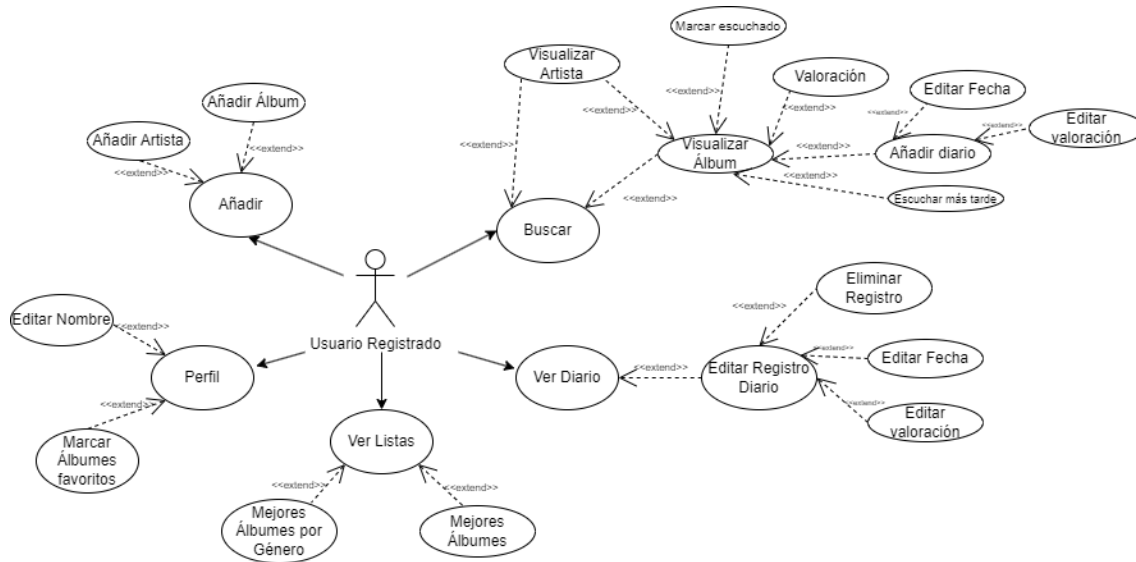 Marcar escuchado
Visualizar
Artista
Valoración
<<extend>>
<<extend>>
<<extend>>
Editar Fecha
<<extend>>
<<extend>>
Editar
valoración
Añadir Álbum
Añadir Artista
<<extend>>
<<extend>>
<<extend>>
Visualizar
Álbum
<<extend>>
Añadir diario
<<extend>>
<<extend>>
Escuchar más tarde
Añadir
Buscar
Usuario Registrado
Eliminar
Registro
<<extend>>
Editar Nombre
<<extend>>
<<extend>>
Editar Fecha
Perfil
Ver Diario
<<extend>>
Editar Registro
Diario
<<extend>>
<<extend>>
Editar
valoración
Marcar
Álbumes
favoritos
Ver Listas
<<extend>>
<<extend>>
Mejores
Álbumes por
Género
Mejores
Álbumes